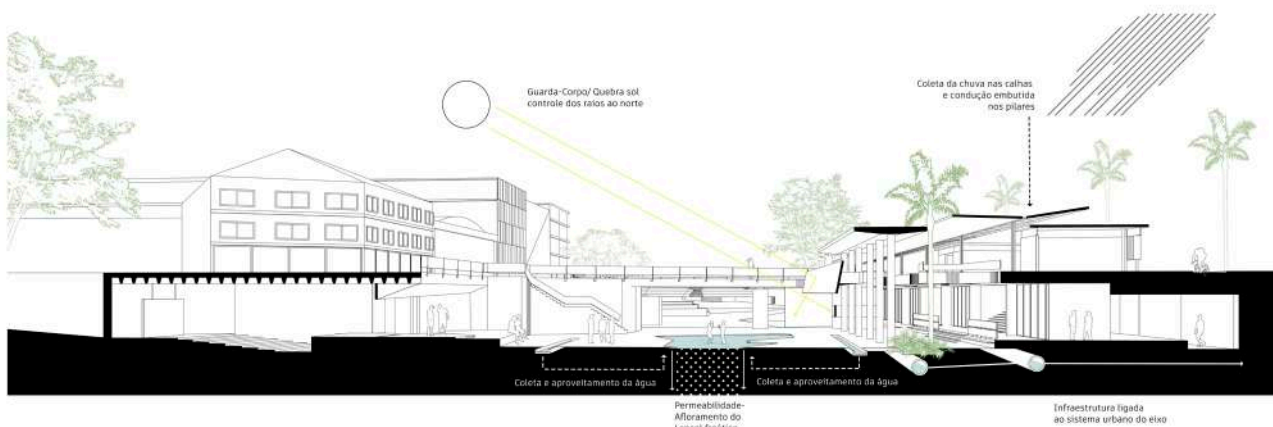 Guarda-Corpo/ Quebra sol
controle dos raios ao norte
Coleta da chuva nas calhas
e condução embutida
nos pilares
Coleta e aproveitamento da água
Coleta e aproveitamento da água
Permeabilidade-
Afloramento do
Infraestrutura ligada
ao sistema urbano do eixo